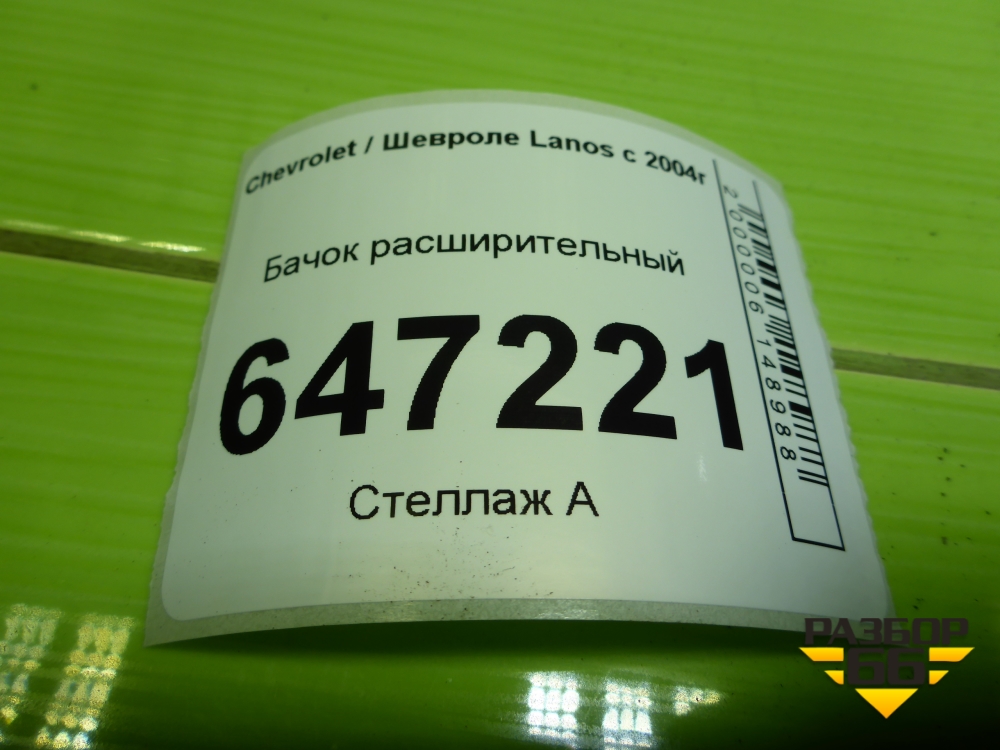 Chevrolet / Шевроле Lanos с 2004г
Бачок расширительный
647221
Стеллаж А
2000006148988
РАЗБОР
66